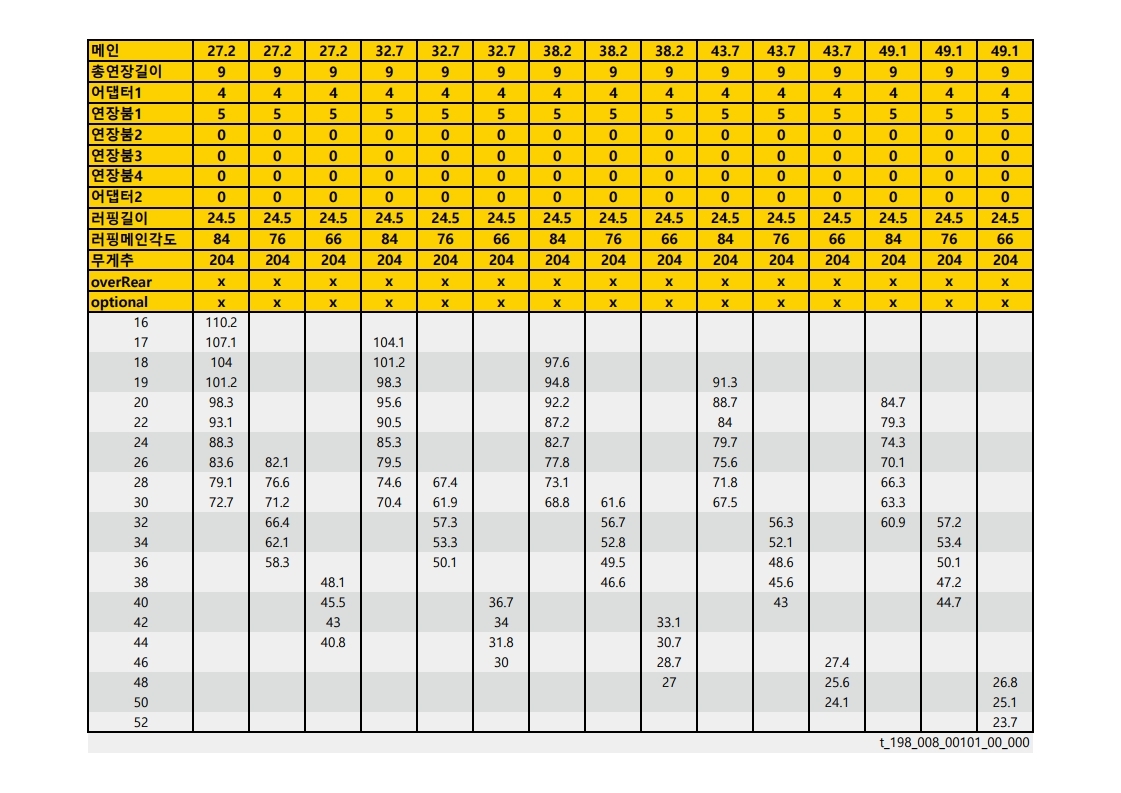 메인 27.2 27.2 27.2 32.7 32.7 32.7 38.2 38.2 38.2 43.7 43.7 43.7 49.1 49.1 49.1
총연장길이 9 9 9 9 9 9 9 9 9 9 9 9 9 9 9
어댑터1 4 4 4 4 4 4 4 4 4 4 4 4 4 4 4
연장붐1 5 5 5 5 5 5 5 5 5 5 5 5 5 5 5
연장붐2 0 0 0 0 0 0 0 0 0 0 0 0 0 0 0
연장붐3 0 0 0 0 0 0 0 0 0 0 0 0 0 0 0
연장붐4 0 0 0 0 0 0 0 0 0 0 0 0 0 0 0
어댑터2 0 0 0 0 0 0 0 0 0 0 0 0 0 0 0
러핑길이 24.5 24.5 24.5 24.5 24.5 24.5 24.5 24.5 24.5 24.5 24.5 24.5 24.5 24.5 24.5
러핑메인각도 84 76 66 84 76 66 84 76 66 84 76 66 84 76 66
무게추 204 204 204 204 204 204 204 204 204 204 204 204 204 204 204
overRear x x x x x x x x x x x x x x x
optional x x x x x x x x x x x x x x x
16 110.2
17 107.1 104.1
18 104 101.2 97.6
19 101.2 98.3 94.8 91.3
20 98.3 95.6 92.2 88.7 84.7
22 93.1 90.5 87.2 84 79.3
24 88.3 85.3 82.7 79.7 74.3
26 83.6 82.1 79.5 77.8 75.6 70.1
28 79.1 76.6 74.6 67.4 73.1 71.8 66.3
30 72.7 71.2 70.4 61.9 68.8 61.6 67.5 63.3
32 66.4 57.3 56.7 56.3 60.9 57.2
34 62.1 53.3 52.8 52.1 53.4
36 58.3 50.1 49.5 48.6 50.1
38 48.1 46.6 45.6 47.2
40 45.5 36.7 43 44.7
42 43 34 33.1
44 40.8 31.8 30.7
46 30 28.7 27.4
48 27 25.6 26.8
50 24.1 25.1
52 23.7
t_198_008_00101_00_000